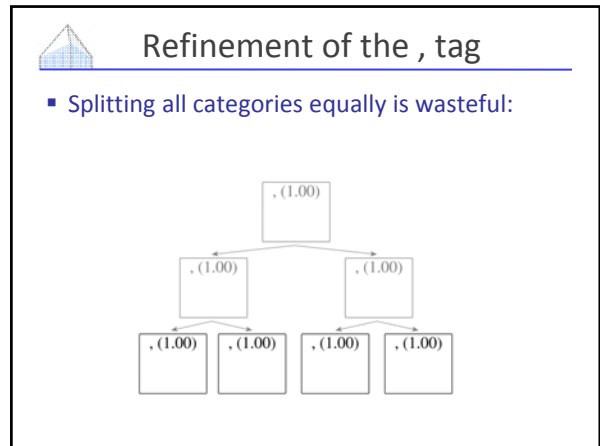 Refinement of the , tag
▪ Splitting all categories equally is wasteful:
, (1.00)
, (1.00) , (1.00)
, (1.00) , (1.00) , (1.00) , (1.00)